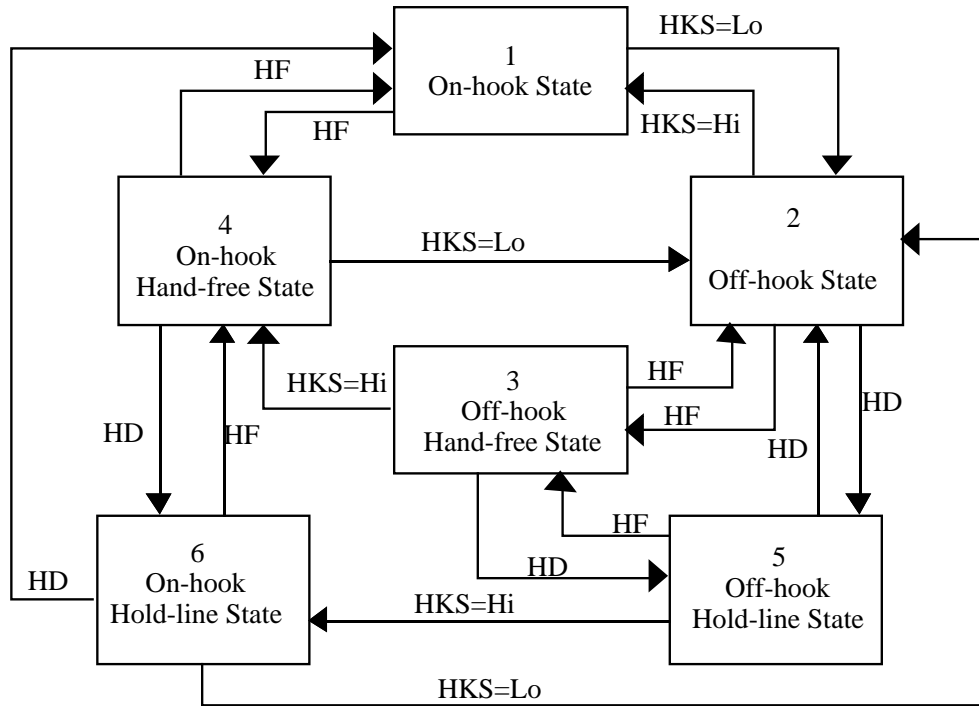 HKS=Lo
1
On-hook State
HF
HF
HKS=Hi
4
On-hook
Hand-free State
HKS=Lo
2
Off-hook State
HKS=Hi
3
Off-hook
Hand-free State
HF
HF
HD
HF
HD
HD
HF
HD
6
On-hook
Hold-line State
HD
HKS=Hi
5
Off-hook
Hold-line State
HKS=Lo